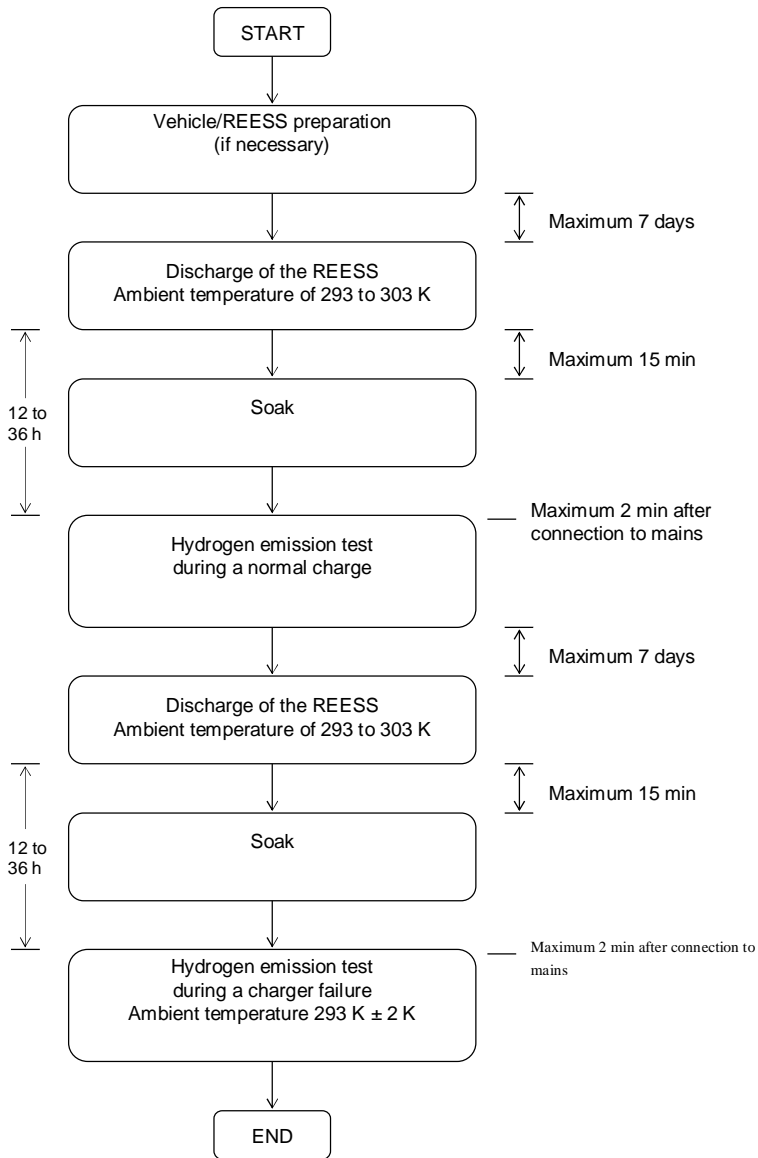 START
Vehicle/REESS preparation
(if necessary)
Maximum 7 days
Discharge of the REESS
Ambient temperature of 293 to 303 K
Maximum 15 min
12 to
36 h
Soak
Maximum 2 min after
connection to mains
Hydrogen emission test
during a normal charge
Maximum 7 days
Discharge of the REESS
Ambient temperature of 293 to 303 K
Maximum 15 min
12 to
36 h
Soak
Maximum 2 min after connection to
mains
Hydrogen emission test
during a charger failure
Ambient temperature 293 K ± 2 K
END